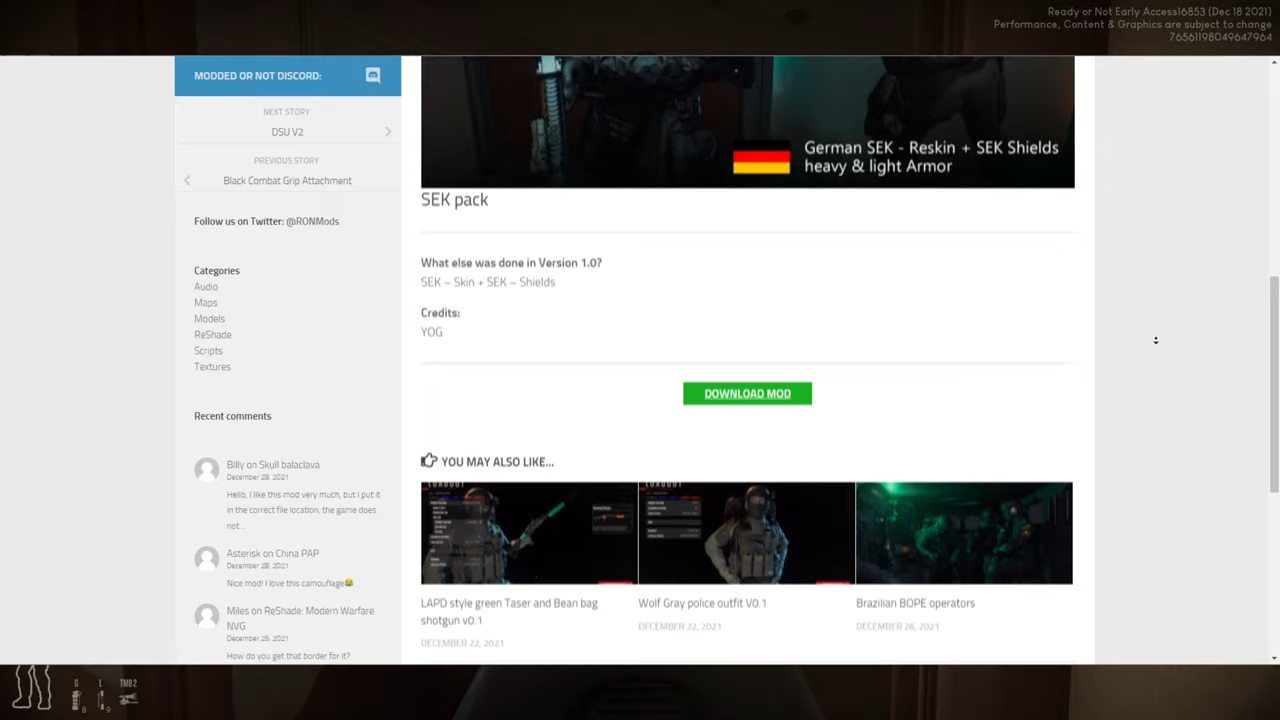 Ready or Not Early Access16853 (Dec 18 2021)
Performance, Content & Graphics are subject to change
76561198049647964
MODDED OR NOT DISCORD:
NEXT STORY
DSU V2
PREVIOUS STORY
Black Combat Grip Attachment
Follow us on Twitter: @RONMods
Categories
Audio
Maps
Models
ReShade
Scripts
Textures
Recent comments
Billy on Skull balaclava
December 28, 2021
Hello, I like this mod very much, but i put it
in the correct file location, the game does
not...
Asterisk on China PAP
December 28, 2021
Nice mod! I love this camouflage😂
Miles on ReShade: Modern Warfare
NVG
December 26, 2021
How do you get that border for it?
German SEK - Reskin + SEK Shields
heavy & light Armor
SEK pack
What else was done in Version 1.0?
SEK – Skin + SEK – Shields
Credits:
YOG
DOWNLOAD MOD
YOU MAY ALSO LIKE...
LAPD style green Taser and Bean bag
shotgun v0.1
DECEMBER 22, 2021
Wolf Gray police outfit V0.1
DECEMBER 22, 2021
Brazilian BOPE operators
DECEMBER 26, 2021
G L TMB 2
8 9